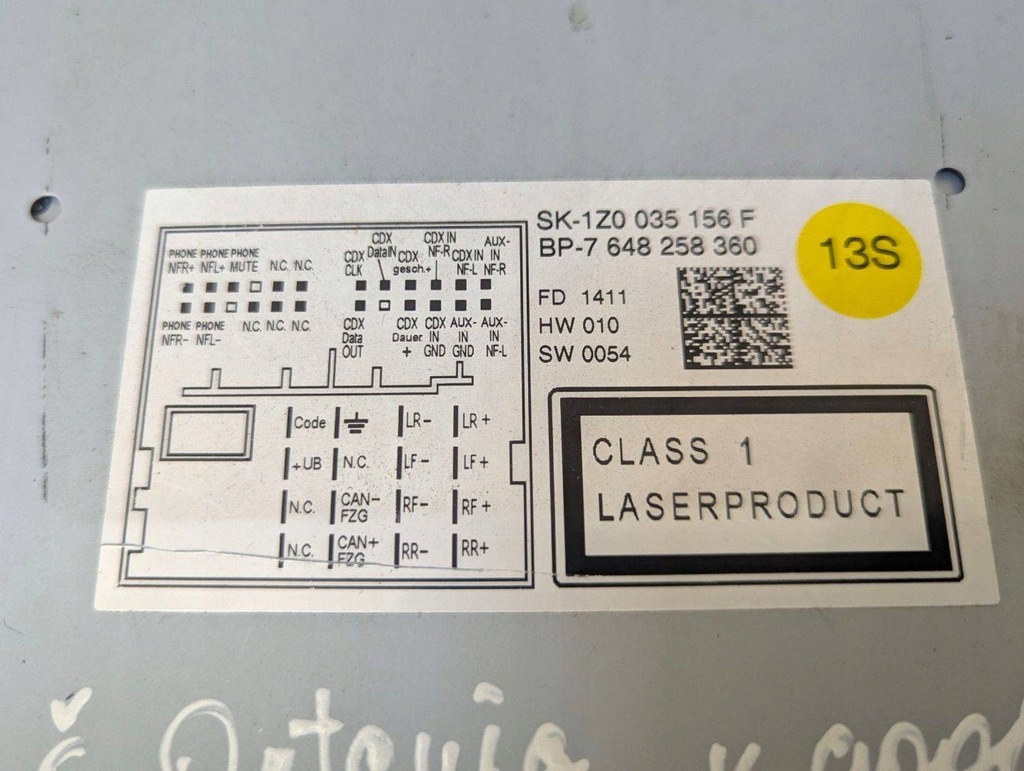 SK-1Z0 035 156 F
BP-7 648 258 360
13S
FD 1411
HW 010
SW 0054
PHONE PHONE PHONE
NFR+ NFL+ MUTE N.C. N.C.
PHONE PHONE N.C. N.C. N.C.
NFR- NFL-
CDX CLK
CDX DataIN
CDX gesch.+
CDX IN NF-R
CDX IN NF-L
AUX-IN NF-R
CDX Data OUT
CDX Dauer +
CDX IN GND
AUX-IN GND
AUX-IN NF-L
Code LR- LR+
+UB N.C. LF- LF+
N.C. CAN-FZG RF- RF+
N.C. CAN+FZG RR- RR+
CLASS 1
LASERPRODUCT
Octavia